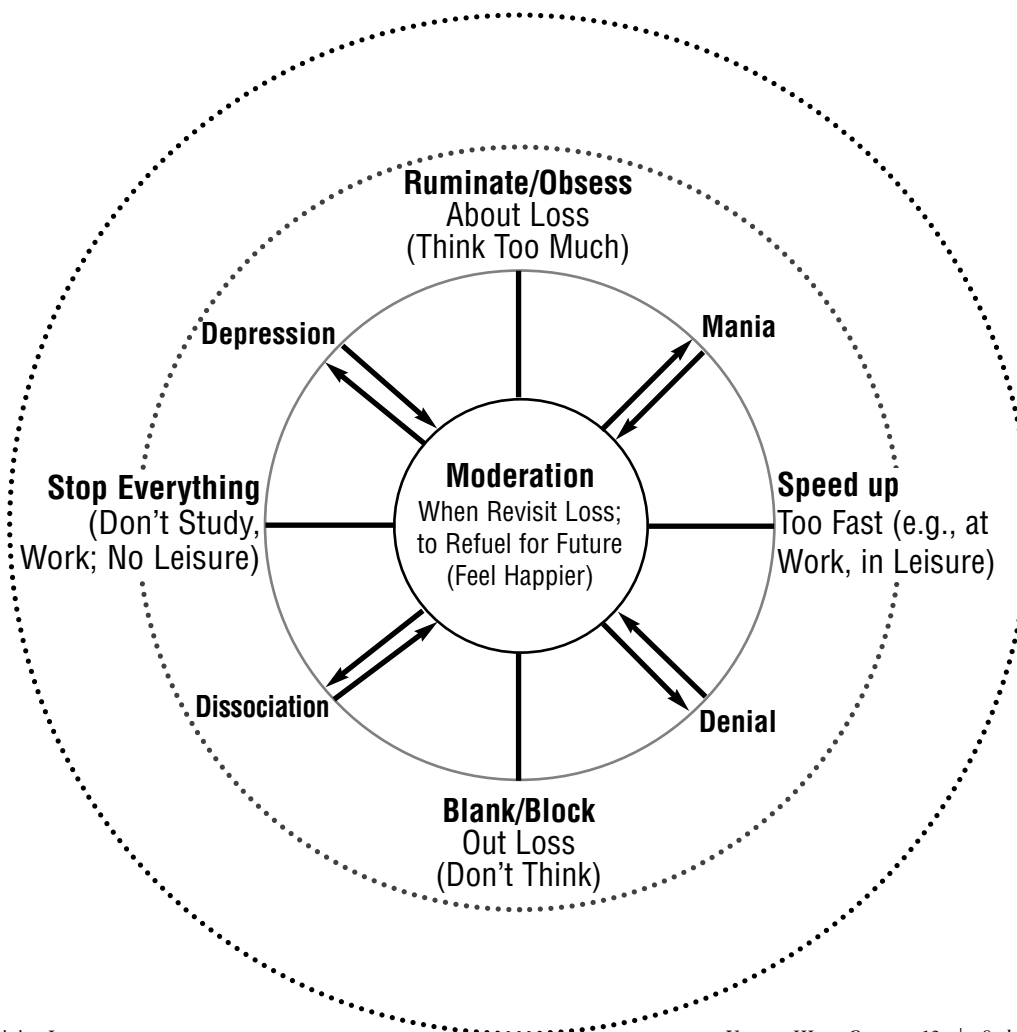 Ruminate/Obsess
About Loss
(Think Too Much)
Depression
Mania
Stop Everything
(Don't Study,
Work; No Leisure)
Moderation
When Revisit Loss;
to Refuel for Future
(Feel Happier)
Speed up
Too Fast (e.g., at
Work, in Leisure)
Dissociation
Denial
Blank/Block
Out Loss
(Don't Think)